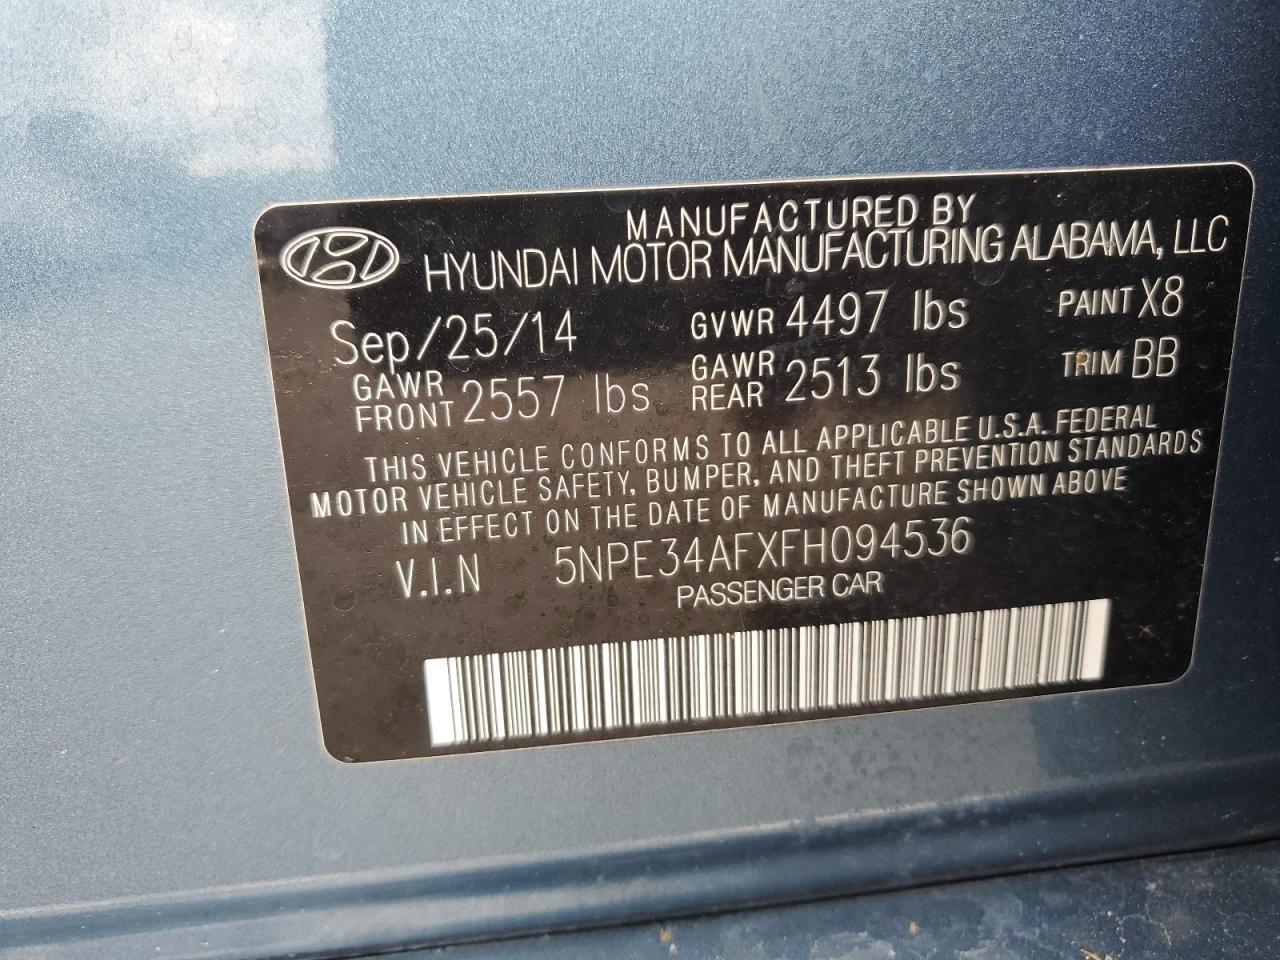 MANUFACTURED BY
HYUNDAI MOTOR MANUFACTURING ALABAMA, LLC
Sep/25/14 GVWR 4497 lbs PAINT X8
GAWR FRONT 2557 lbs GAWR REAR 2513 lbs TRIM BB
THIS VEHICLE CONFORMS TO ALL APPLICABLE U.S.A. FEDERAL
MOTOR VEHICLE SAFETY, BUMPER, AND THEFT PREVENTION STANDARDS
IN EFFECT ON THE DATE OF MANUFACTURE SHOWN ABOVE
V.I.N 5NPE34AFXFH094536
PASSENGER CAR